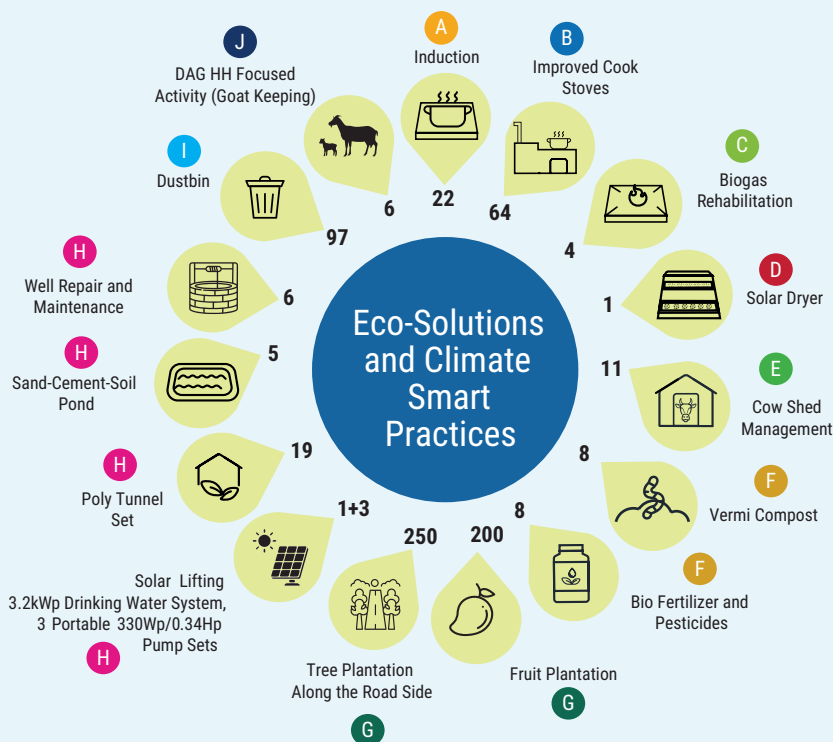 J
DAG HH Focused
Activity (Goat Keeping)
6
A
Induction
22
B
Improved Cook
Stoves
64
C
Biogas
Rehabilitation
4
D
Solar Dryer
1
E
Cow Shed
Management
11
F
Vermi Compost
8
F
Bio Fertilizer and
Pesticides
8
Fruit Plantation
G
200
Tree Plantation
Along the Road Side
G
250
Solar Lifting
3.2kWp Drinking Water System,
3 Portable 330Wp/0.34Hp
Pump Sets
H
1+3
H
Poly Tunnel
Set
19
H
Sand-Cement-Soil
Pond
5
H
Well Repair and
Maintenance
6
I
Dustbin
97
Eco-Solutions
and Climate
Smart
Practices